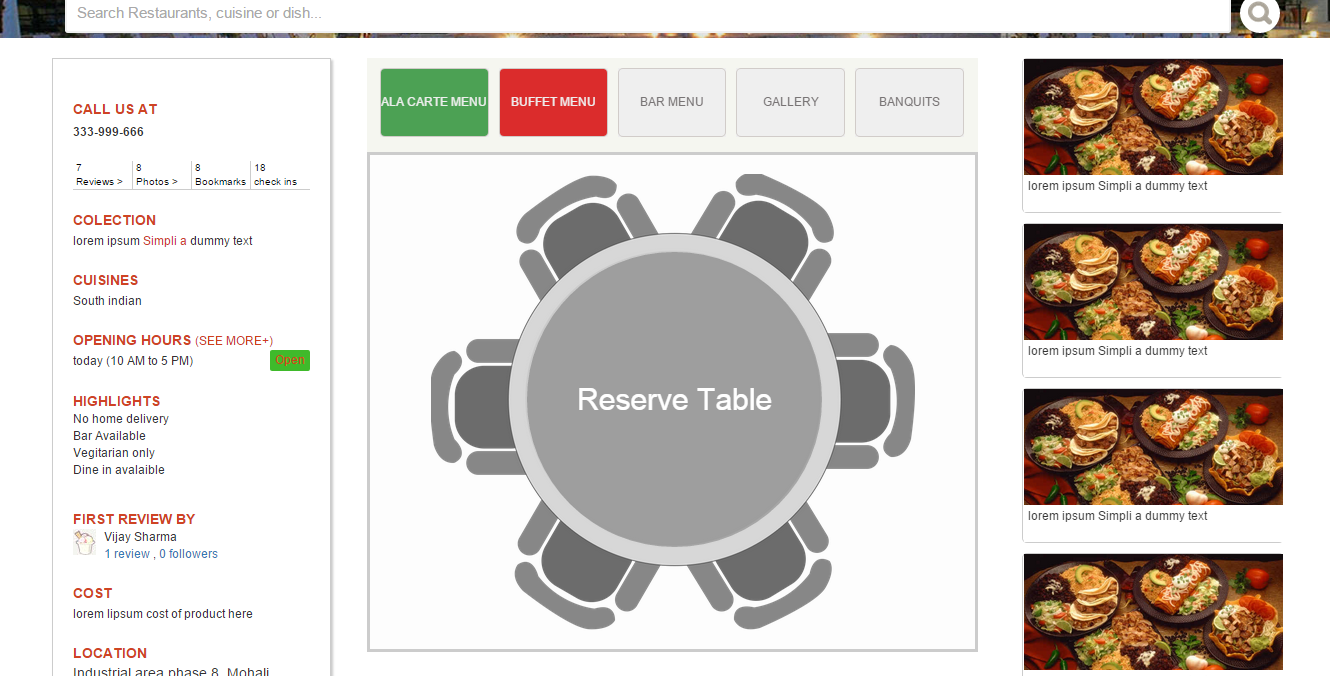 Search Restaurants, cuisine or dish...
CALL US AT
333-999-666
7
Reviews >
8
Photos >
8
Bookmarks
18
check ins
COLECTION
lorem ipsum Simpli a dummy text
CUISINES
South indian
OPENING HOURS (SEE MORE+)
today (10 AM to 5 PM)
Open
HIGHLIGHTS
No home delivery
Bar Available
Vegitarian only
Dine in avalaible
FIRST REVIEW BY
Vijay Sharma
1 review , 0 followers
COST
lorem lipsum cost of product here
LOCATION
Industrial area phase 8, Mohali
ALA CARTE MENU
BUFFET MENU
BAR MENU
GALLERY
BANQUITS
Reserve Table
lorem ipsum Simpli a dummy text
lorem ipsum Simpli a dummy text
lorem ipsum Simpli a dummy text